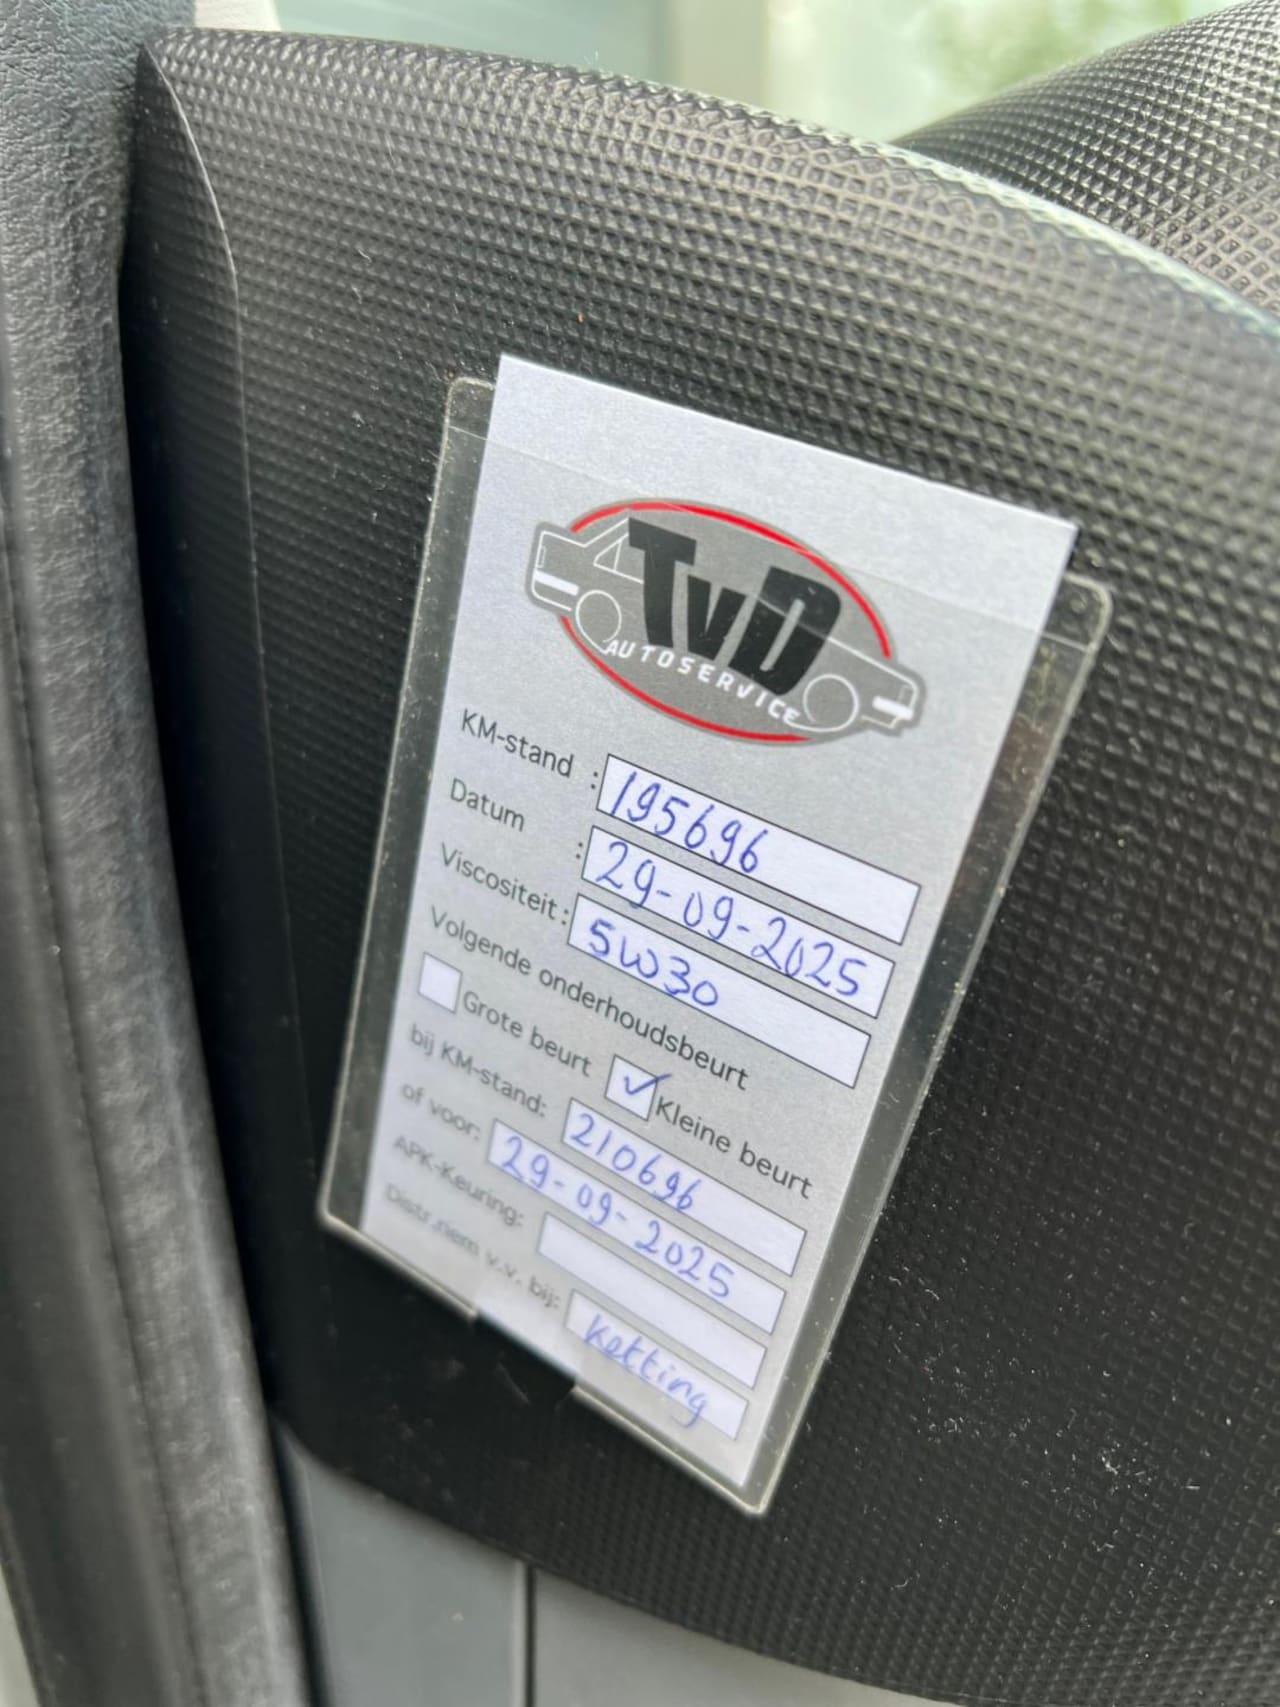 TvD
AUTOSERVICE
KM-stand : 195696
Datum : 29-09-2025
Viscositeit : 5W30
Volgende onderhoudsbeurt
Grote beurt ✓ Kleine beurt
bij KM-stand: 210696
of voor: 29-09-2025
APK-Keuring:
Distr.riem v.v. bij: Ketting